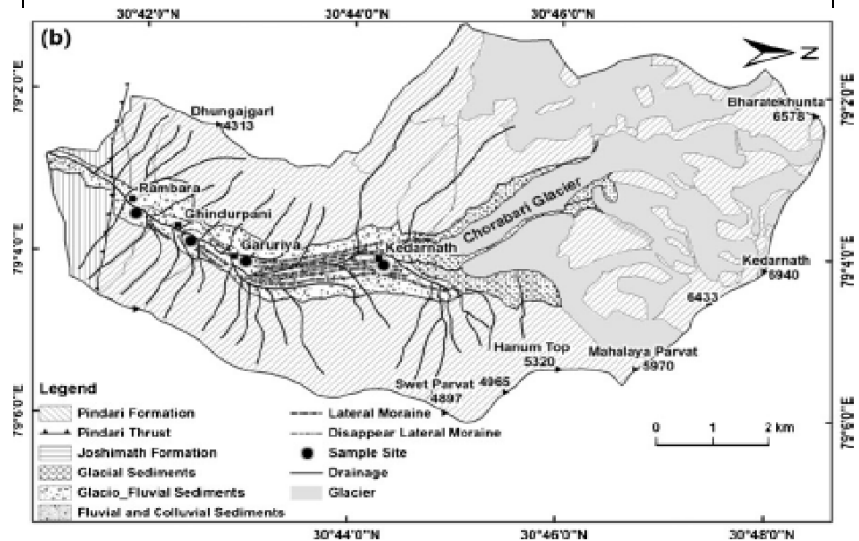 30°42'0"N
30°44'0"N
30°46'0"N
(b)
N
79°2'0"E
79°2'0"E
Dhungajgarl
4313
Bharatekhunta
6578
Rambara
Ghindurpani
Garuriya
Kedarnath
Chorabari Glacier
79°4'0"E
79°4'0"E
Kedarnath
6940
6433
Hanum Top
5320
Mahalaya Parvat
5970
Swet Parvat
4897
4965
79°6'0"E
79°6'0"E
Legend
Pindari Formation
Pindari Thrust
Joshimath Formation
Glacial Sediments
Glacio_Fluvial Sediments
Fluvial and Colluvial Sediments
Lateral Moraine
Disappear Lateral Moraine
Sample Site
Drainage
Glacier
0 1 2 km
30°44'0"N
30°46'0"N
30°48'0"N